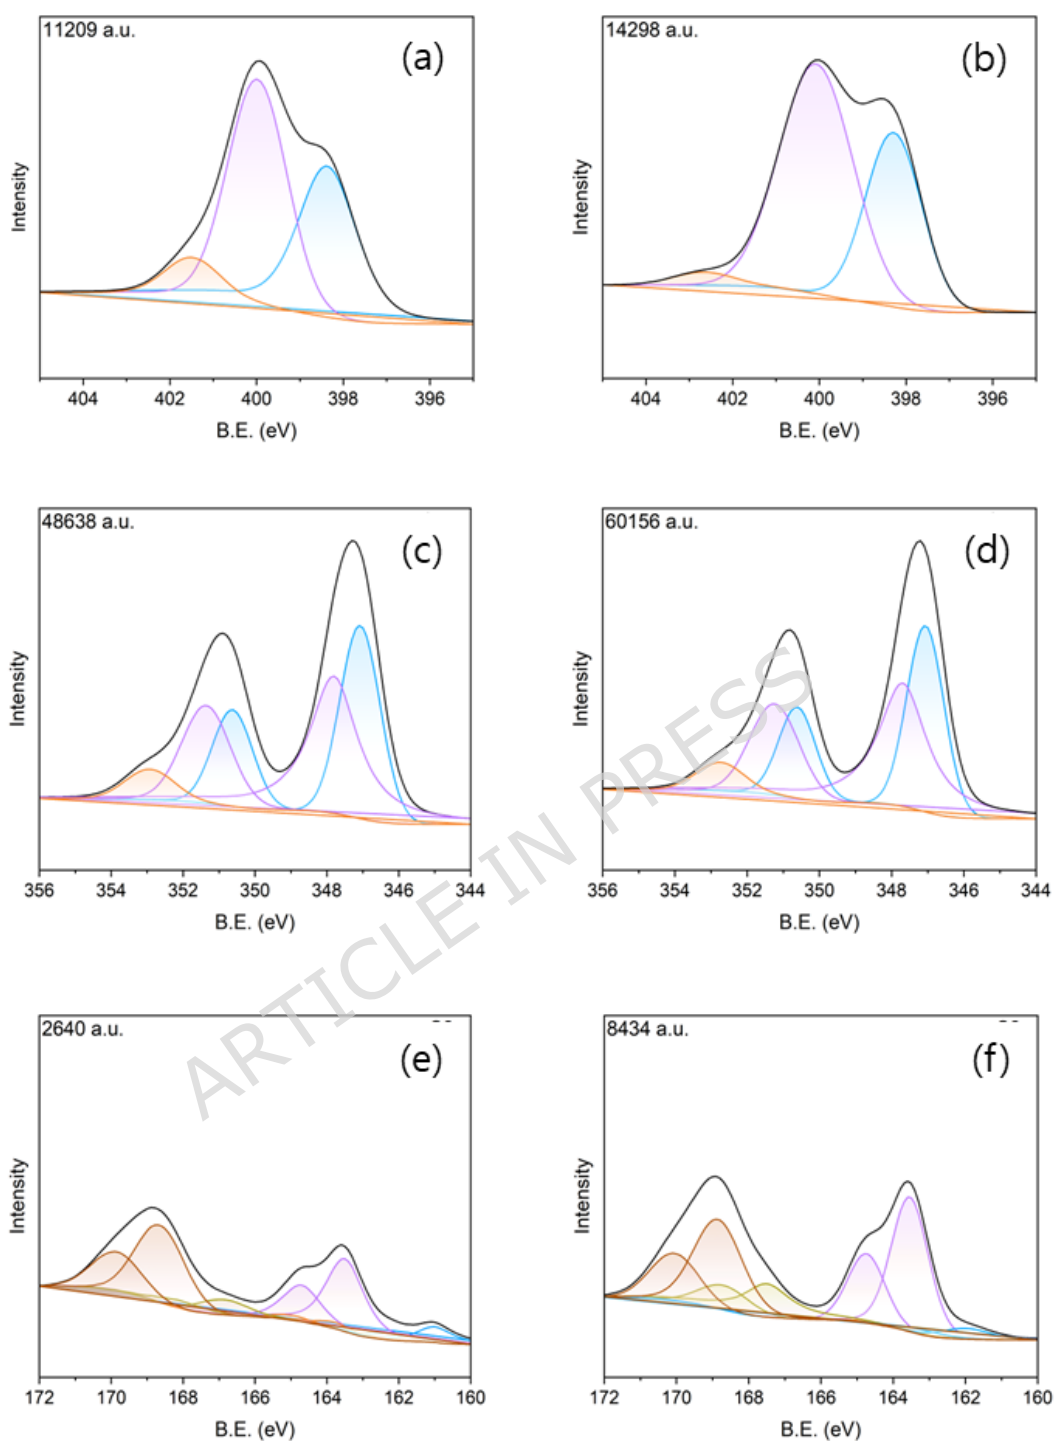 11209 a.u.
(a)
Intensity
404 402 400 398 396
B.E. (eV)
14298 a.u.
(b)
Intensity
404 402 400 398 396
B.E. (eV)
48638 a.u.
(c)
Intensity
356 354 352 350 348 346 344
B.E. (eV)
60156 a.u.
(d)
Intensity
356 354 352 350 348 346 344
B.E. (eV)
ARTICLE IN PRESS
2640 a.u.
(e)
Intensity
172 170 168 166 164 162 160
B.E. (eV)
8434 a.u.
(f)
Intensity
172 170 168 166 164 162 160
B.E. (eV)